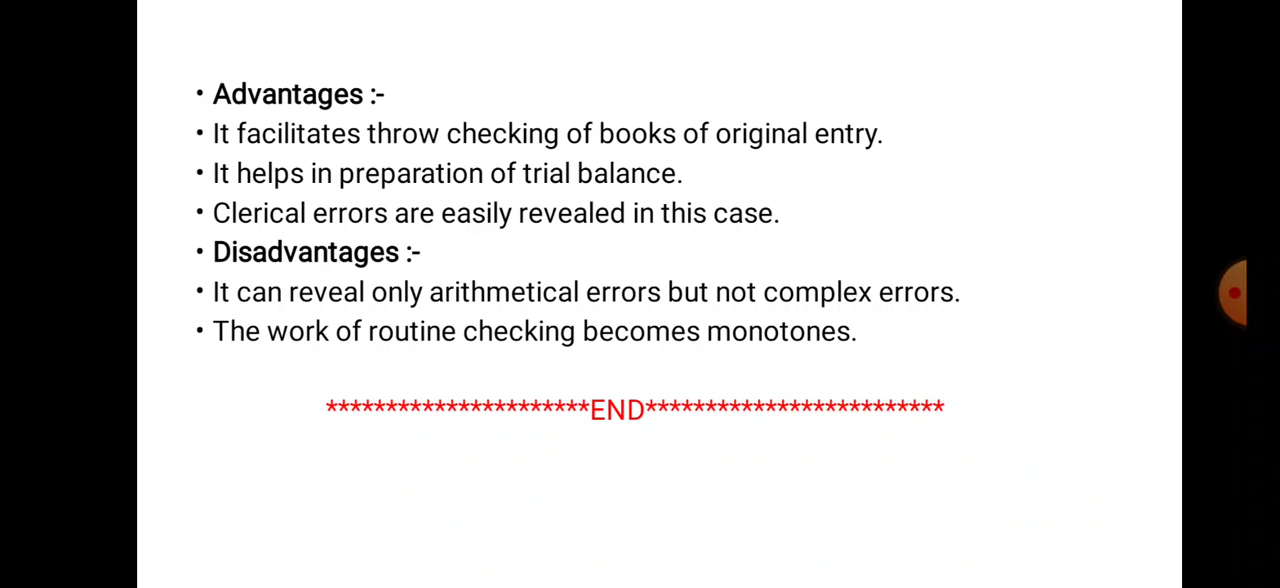 • Advantages :-
• It facilitates throw checking of books of original entry.
• It helps in preparation of trial balance.
• Clerical errors are easily revealed in this case.
• Disadvantages :-
• It can reveal only arithmetical errors but not complex errors.
• The work of routine checking becomes monotones.
**********************END*************************